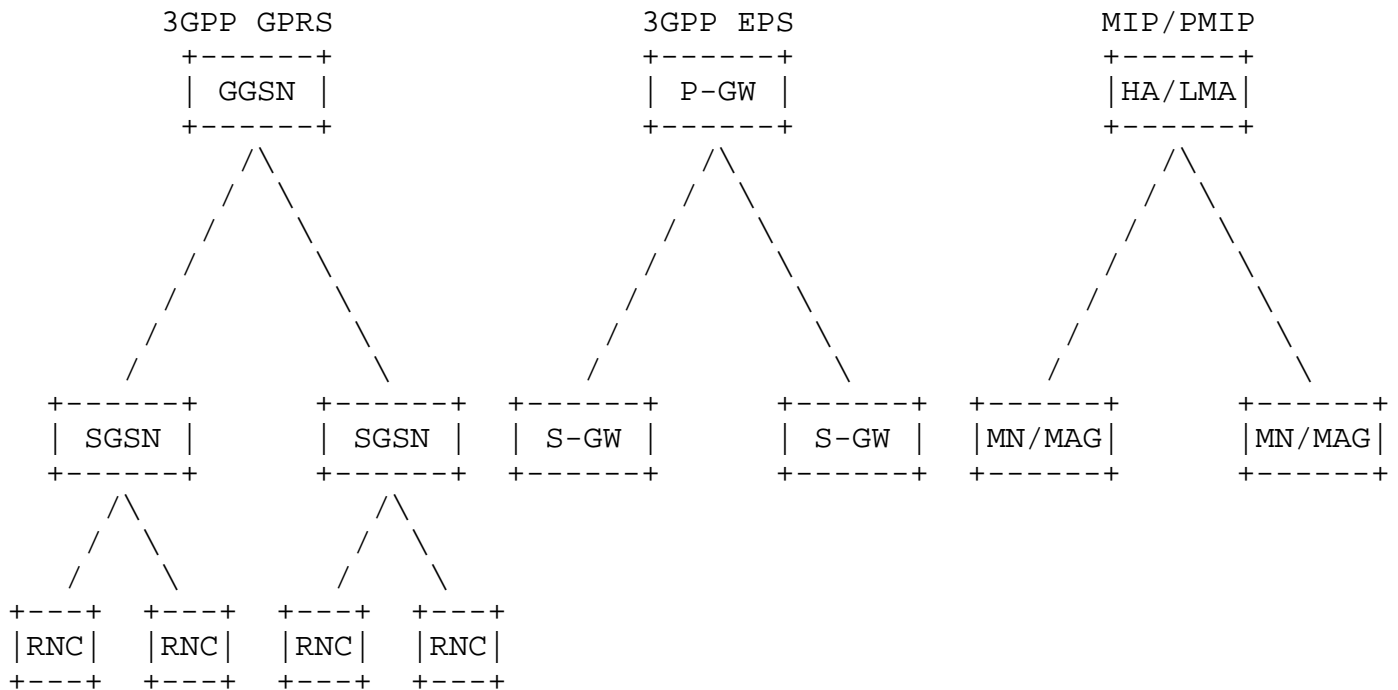 3GPP GPRS 3GPP EPS MIP/PMIP
GGSN P-GW HA/LMA
SGSN SGSN S-GW S-GW MN/MAG MN/MAG
RNC RNC RNC RNC